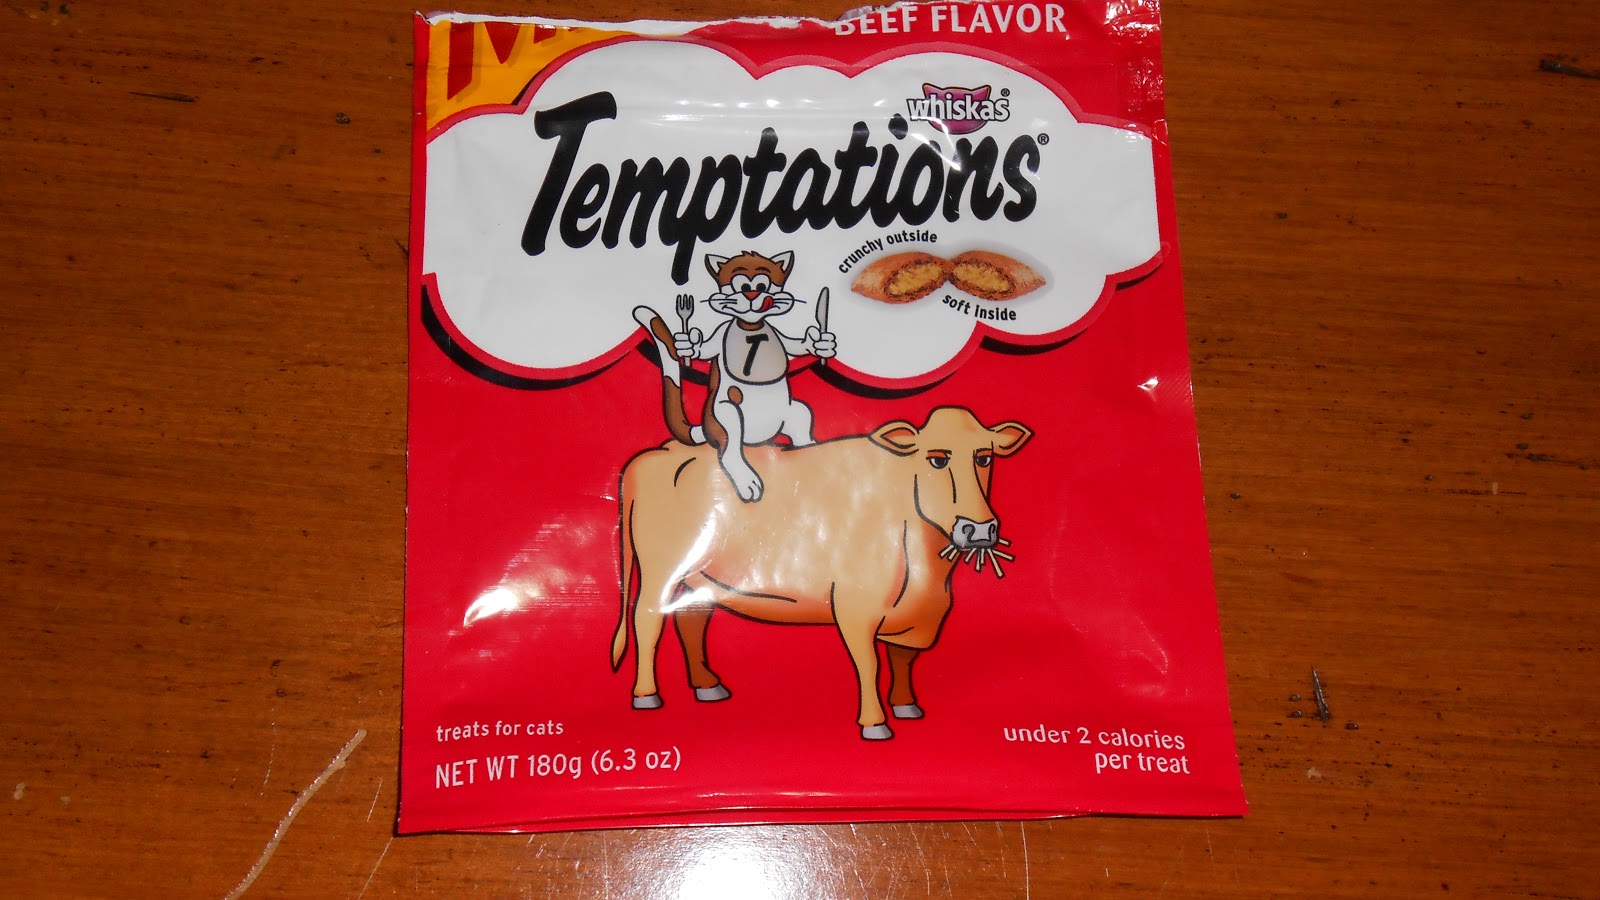 BEEF FLAVOR
whiskas®
Temptations®
crunchy outside
soft inside
T
treats for cats
NET WT 180g (6.3 oz)
under 2 calories
per treat